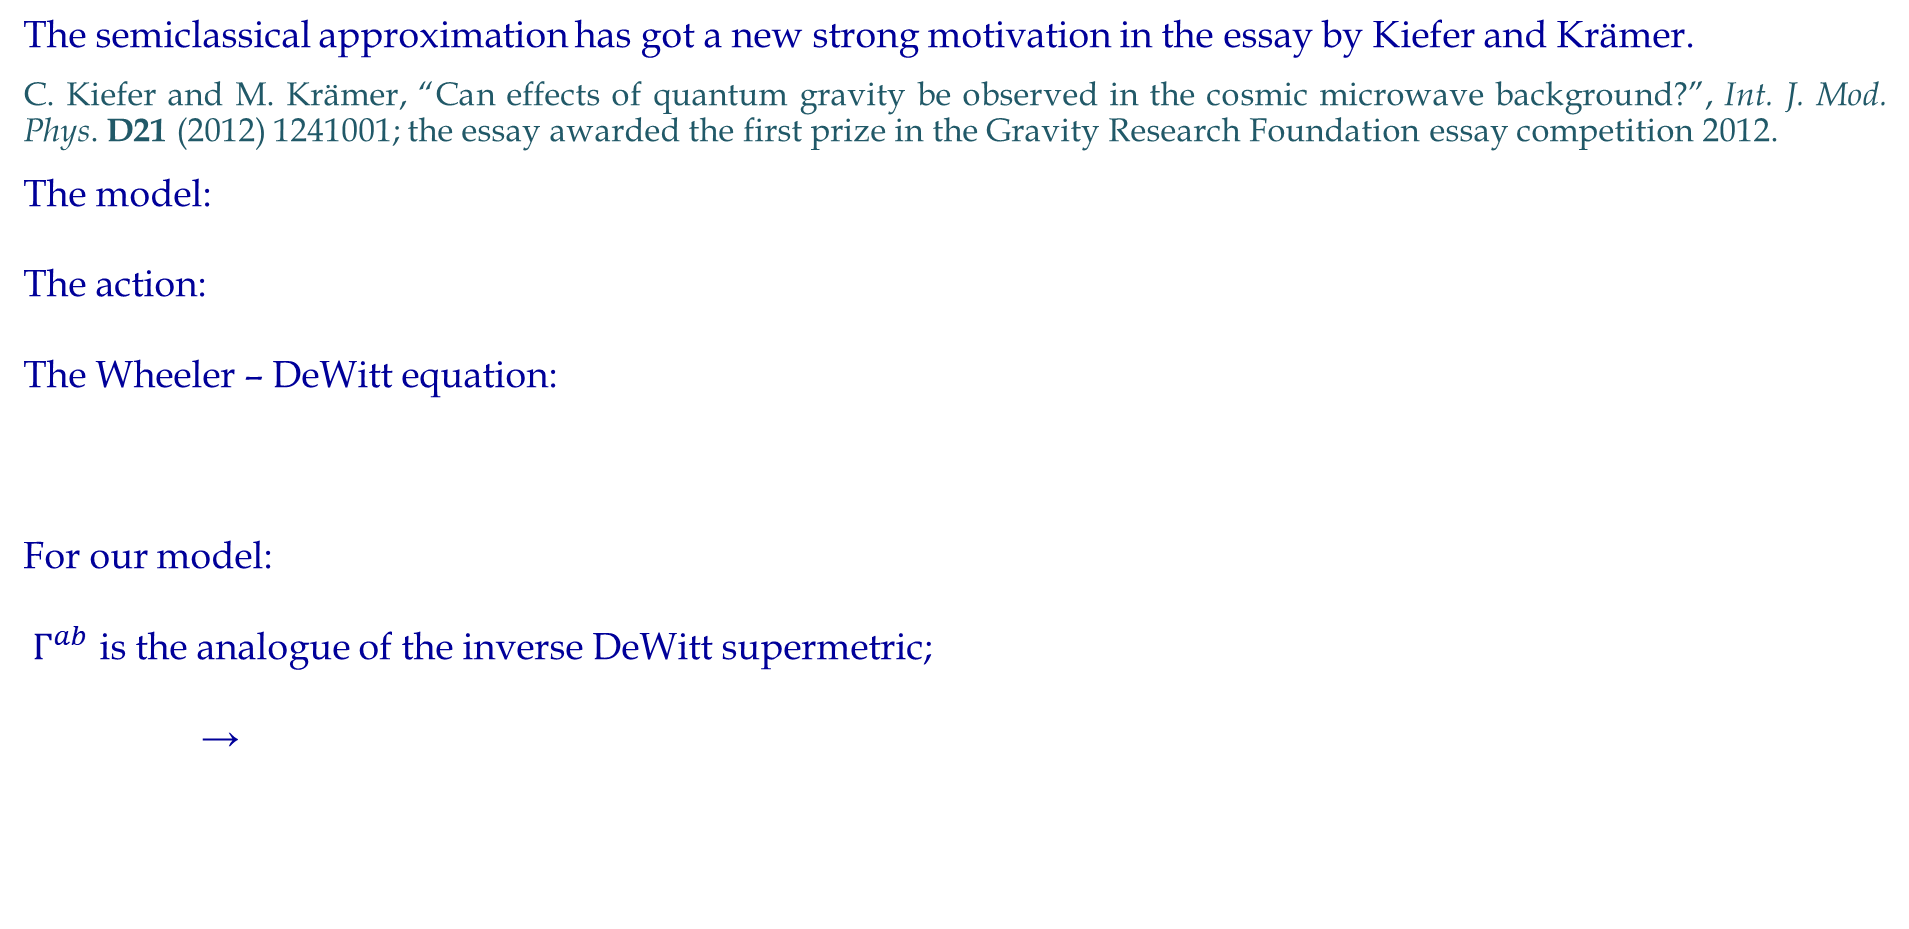 The semiclassical approximation has got a new strong motivation in the essay by Kiefer and Krämer.
C. Kiefer and M. Krämer, “Can effects of quantum gravity be observed in the cosmic microwave background?”, Int. J. Mod.
Phys. D21 (2012) 1241001; the essay awarded the first prize in the Gravity Research Foundation essay competition 2012.
The model:
The action:
The Wheeler – DeWitt equation:
For our model:
Γ^{ab} is the analogue of the inverse DeWitt supermetric;
→